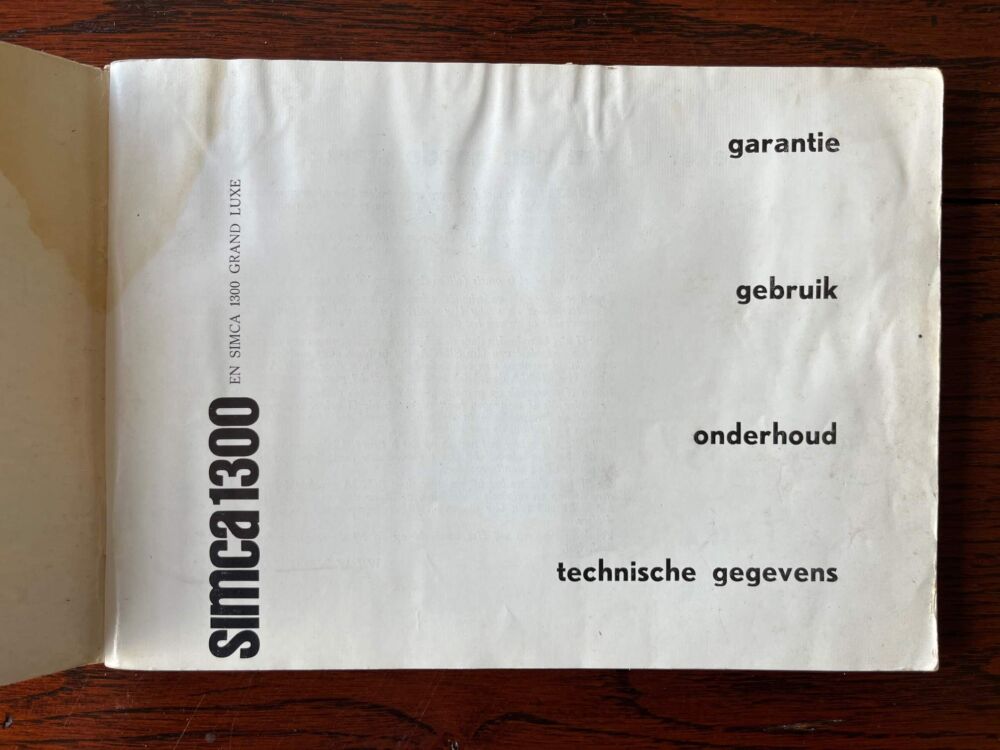 simca1300 EN SIMCA 1300 GRAND LUXE
garantie
gebruik
onderhoud
technische gegevens